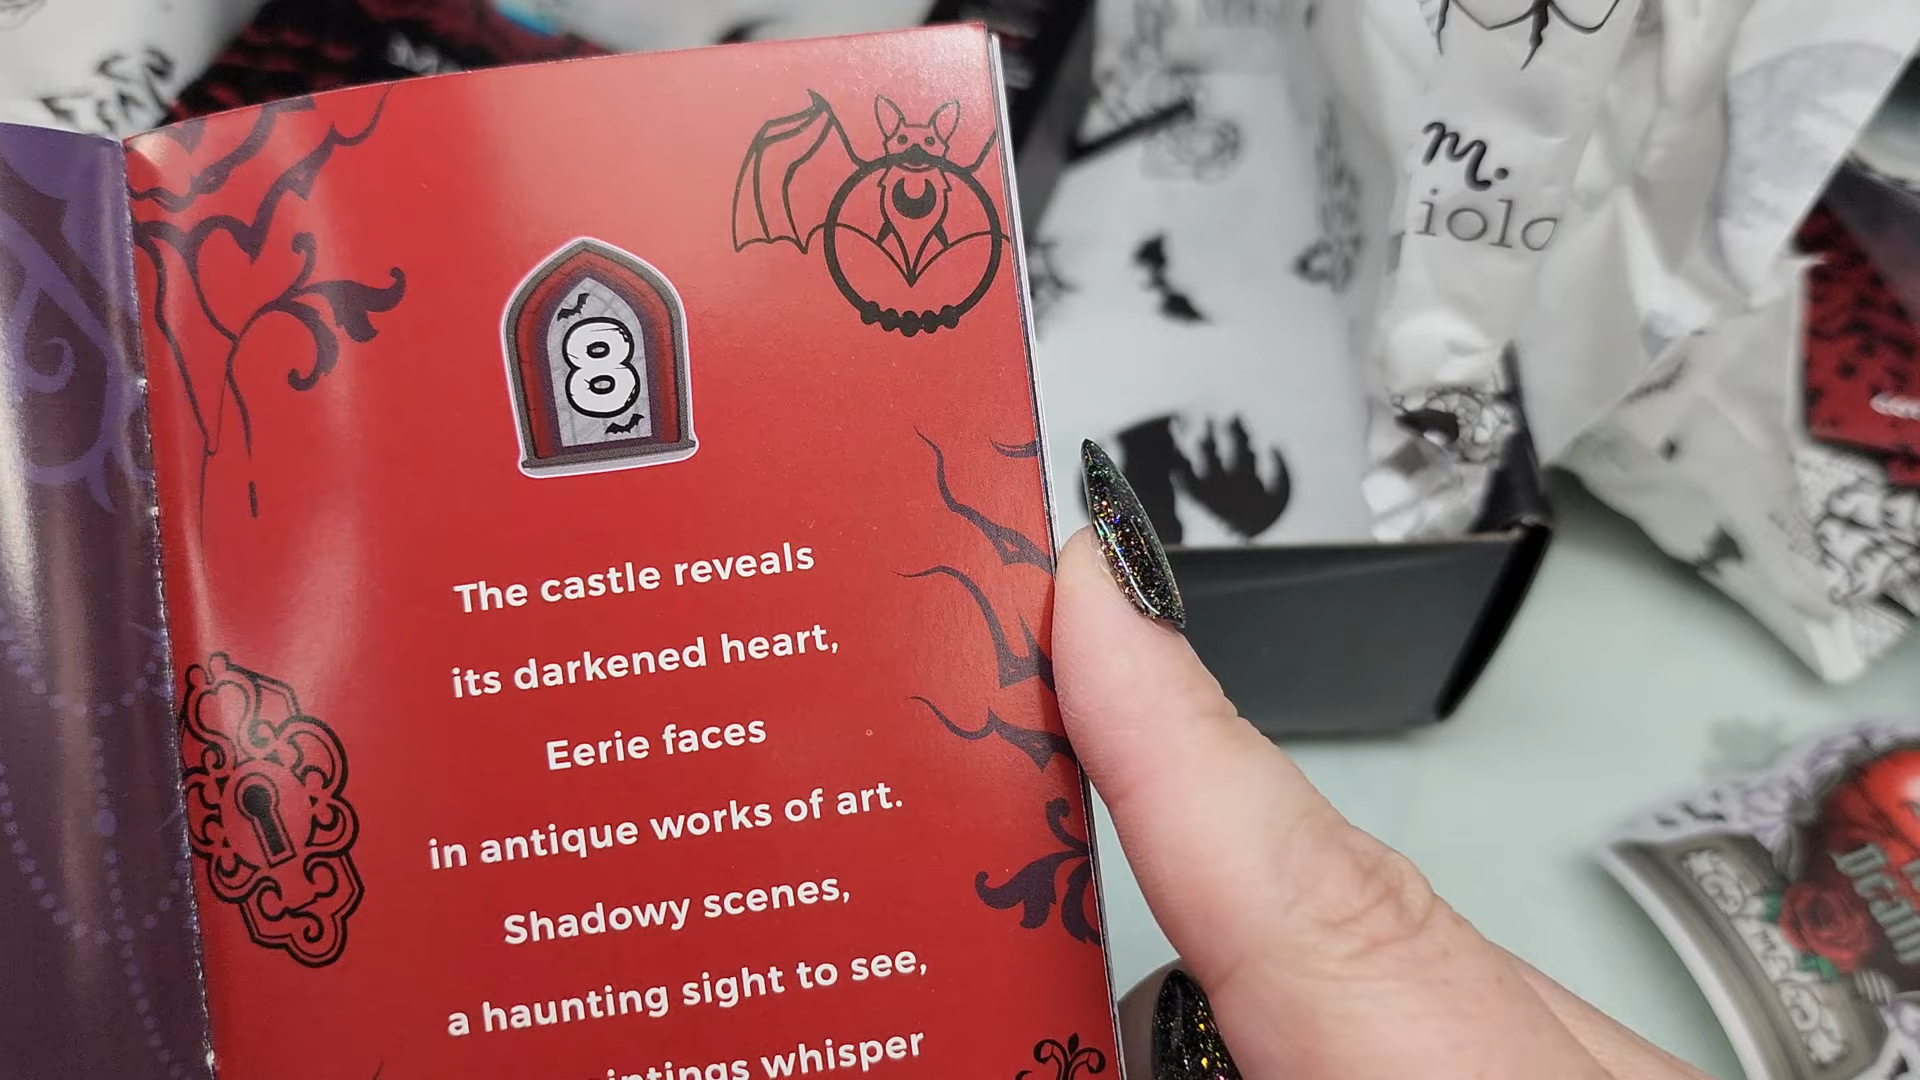 8
The castle reveals
its darkened heart,
Eerie faces
in antique works of art.
Shadowy scenes,
a haunting sight to see,
whisper
m.